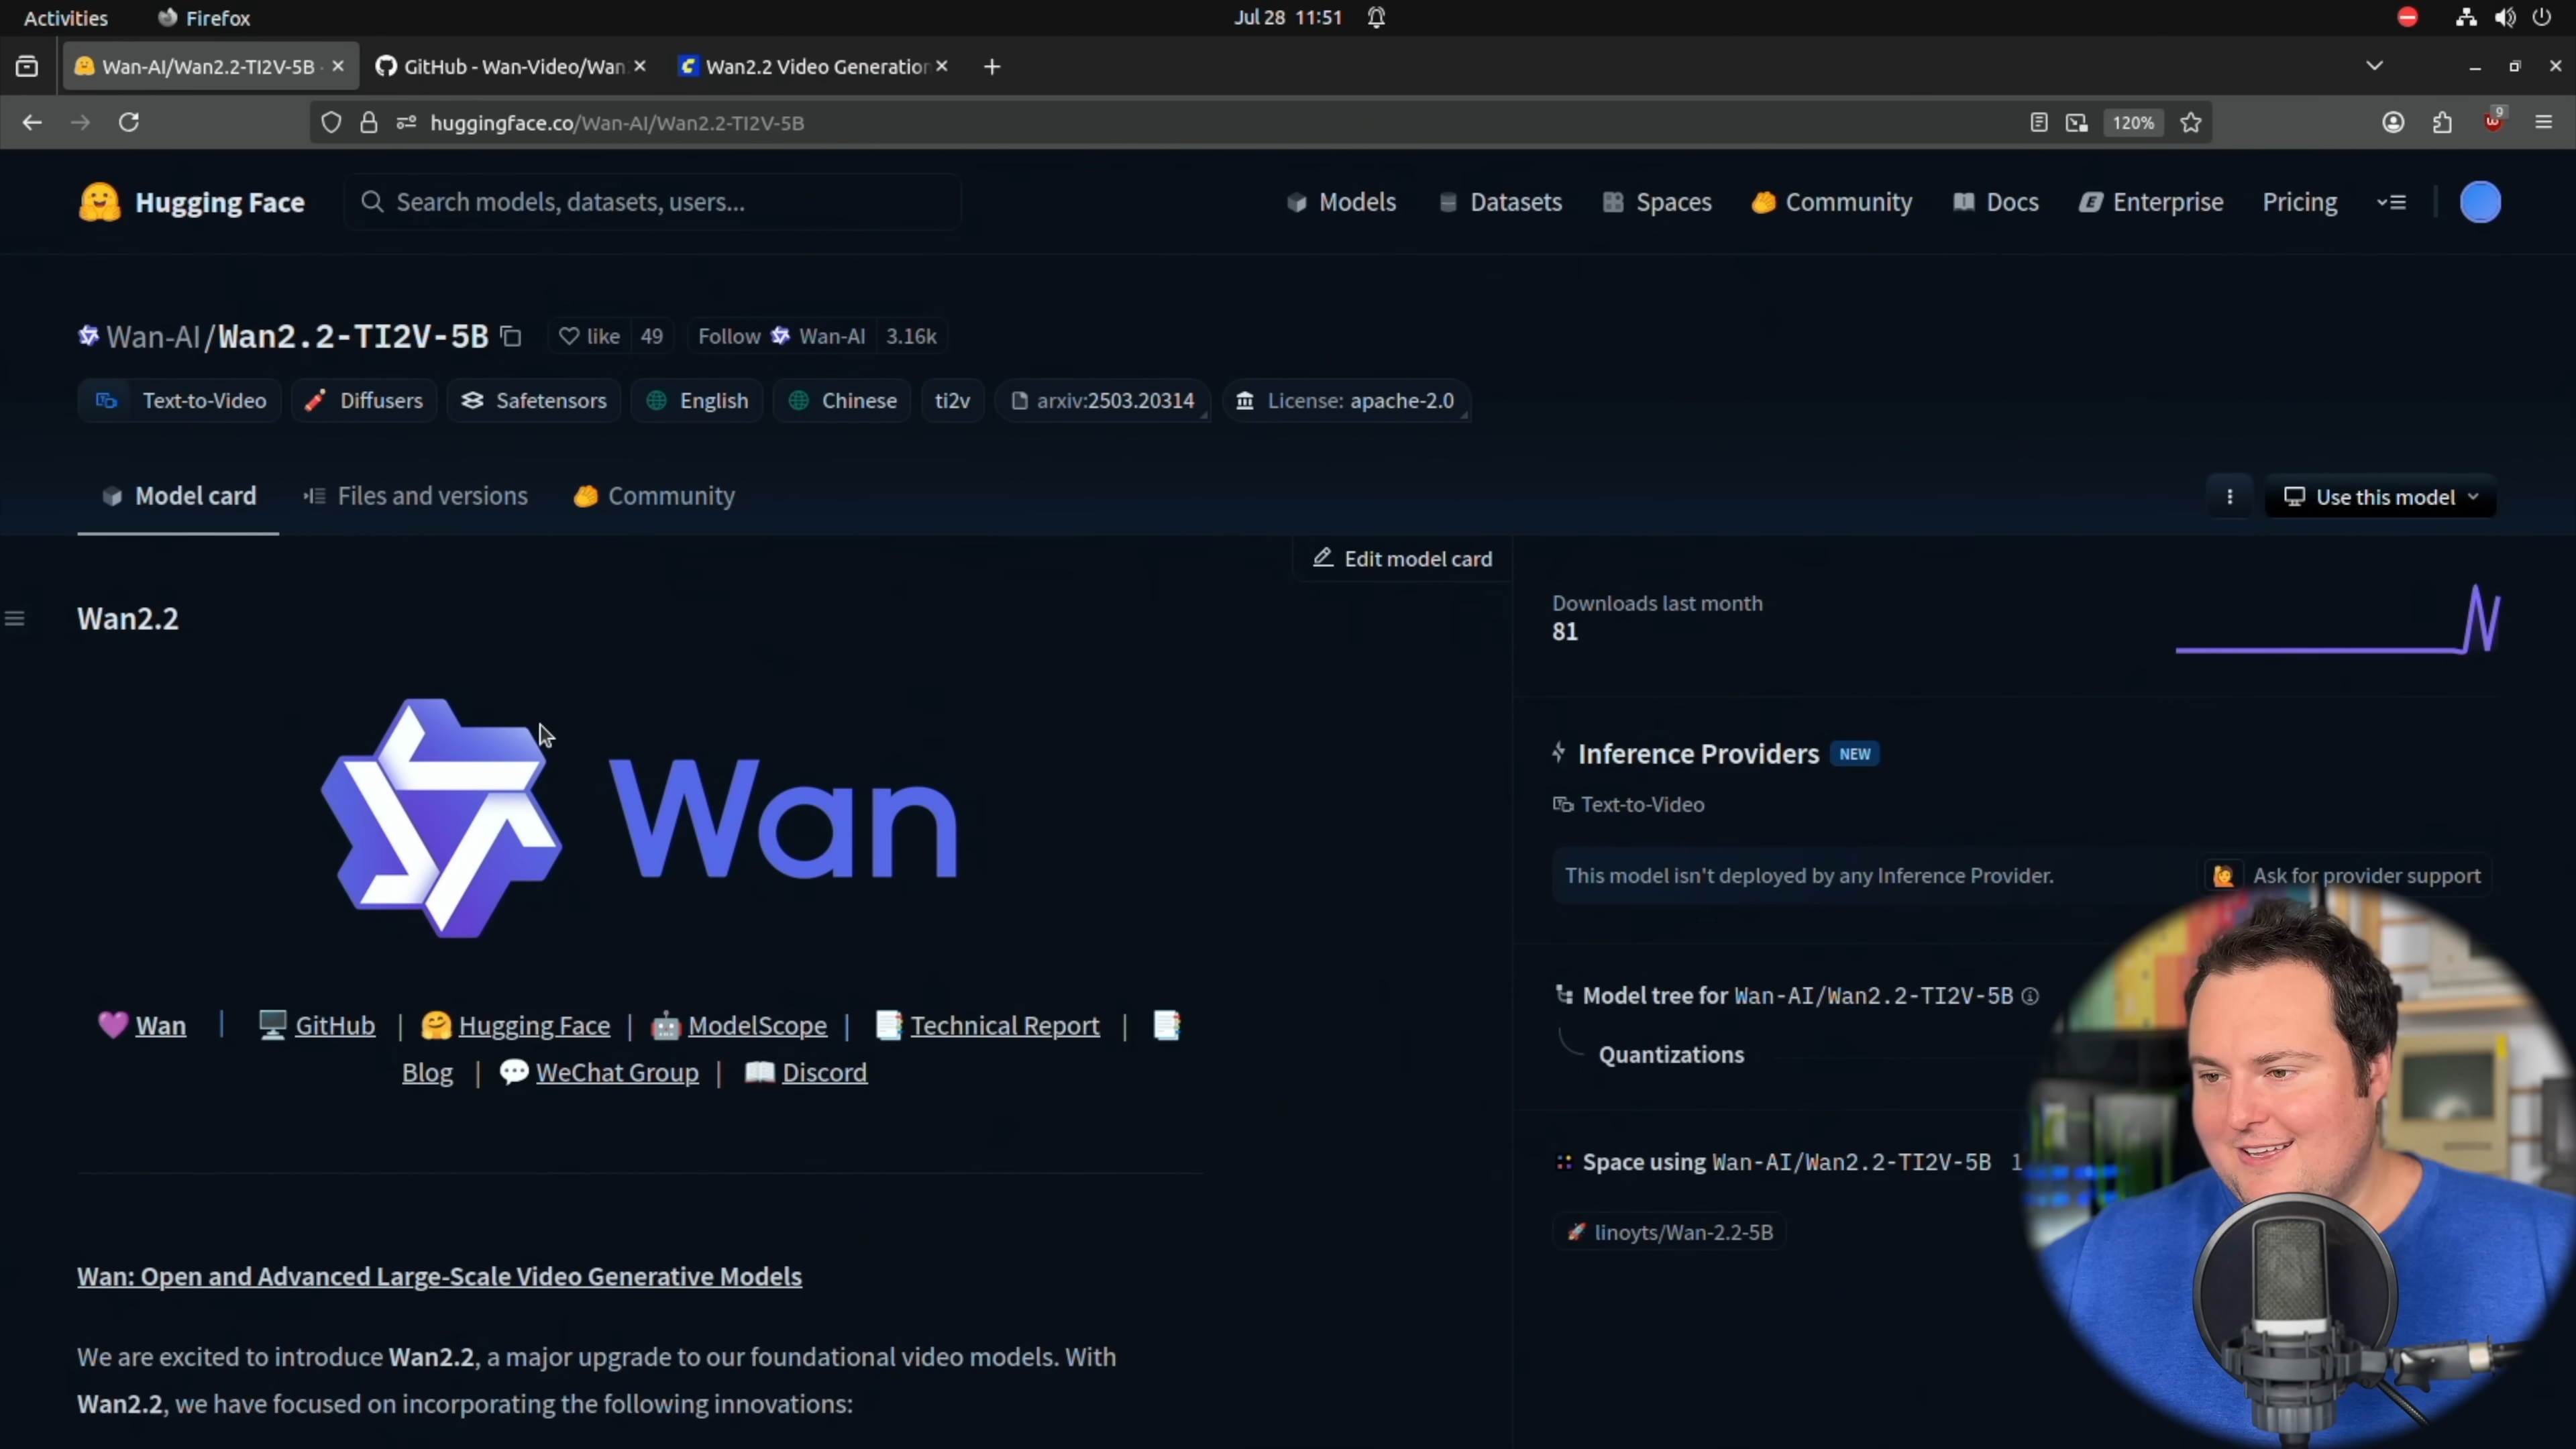 Activities Firefox Jul 28 11:51
Wan-AI/Wan2.2-TI2V-5B GitHub - Wan-Video/Wan Wan2.2 Video Generation
huggingface.co/Wan-AI/Wan2.2-TI2V-5B 120% 9
Hugging Face Search models, datasets, users... Models Datasets Spaces Community Docs Enterprise Pricing
Wan-AI/Wan2.2-TI2V-5B like 49 Follow Wan-AI 3.16k
Text-to-Video Diffusers Safetensors English Chinese ti2v arxiv:2503.20314 License: apache-2.0
Model card Files and versions Community Use this model
Edit model card
Downloads last month
81
Wan2.2
Wan
Inference Providers NEW
Text-to-Video
This model isn't deployed by any Inference Provider. Ask for provider support
Model tree for Wan-AI/Wan2.2-TI2V-5B
Quantizations
Space using Wan-AI/Wan2.2-TI2V-5B 1
linoyts/Wan-2.2-5B
Wan | GitHub | Hugging Face | ModelScope | Technical Report |
Blog | WeChat Group | Discord
Wan: Open and Advanced Large-Scale Video Generative Models
We are excited to introduce Wan2.2, a major upgrade to our foundational video models. With
Wan2.2, we have focused on incorporating the following innovations: